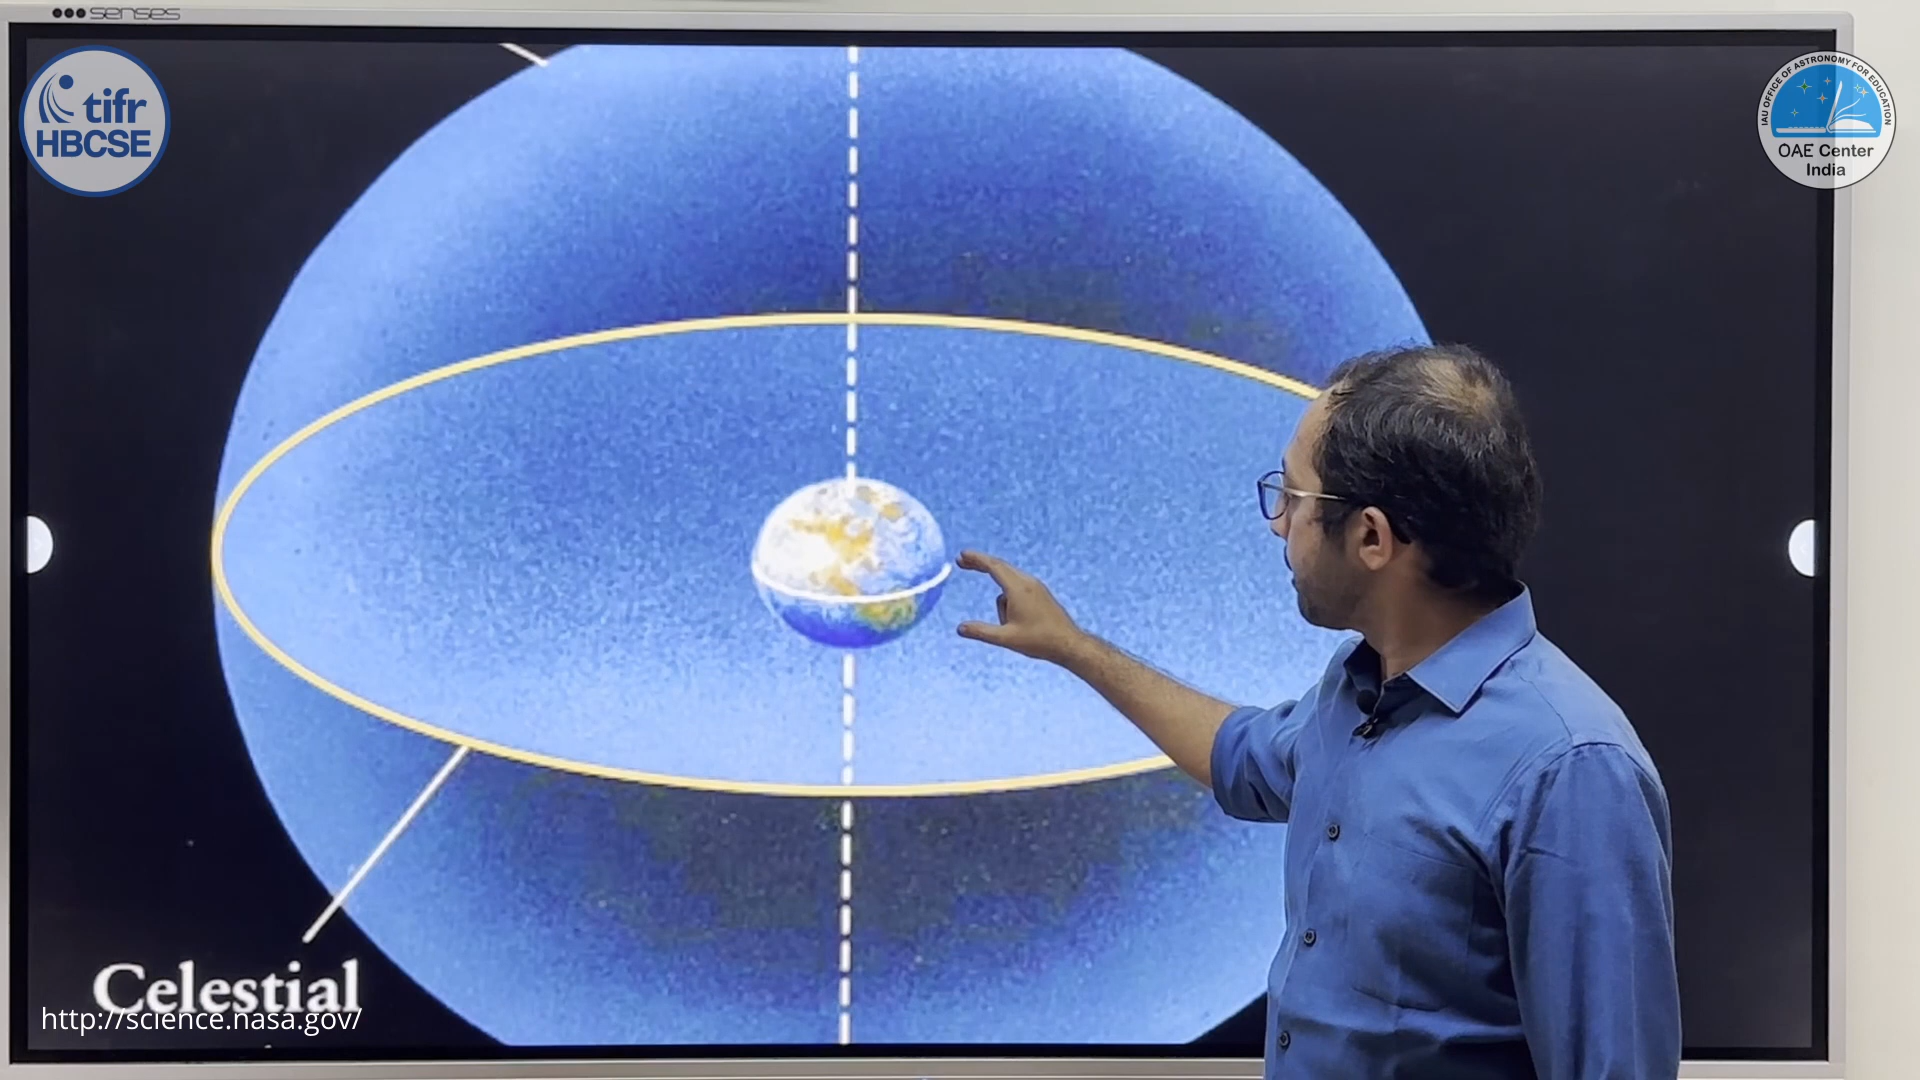 senses
tifr
HBCSE
IAU OFFICE OF ASTRONOMY FOR EDUCATION
OAE Center
India
Celestial
http://science.nasa.gov/